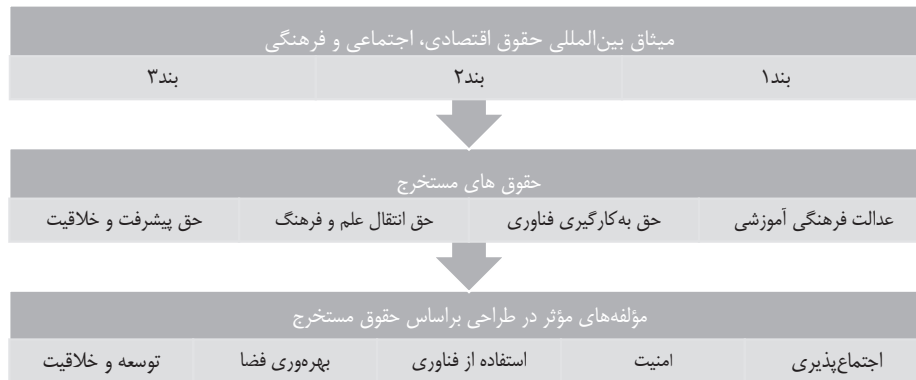 میثاق بین‌المللی حقوق اقتصادی، اجتماعی و فرهنگی
بند۱ بند۲ بند۳
حقوق های مستخرج
عدالت فرهنگی آموزشی حق به‌کارگیری فناوری حق انتقال علم و فرهنگ حق پیشرفت و خلاقیت
مؤلفه‌های مؤثر در طراحی براساس حقوق مستخرج
اجتماع‌پذیری امنیت استفاده از فناوری بهره‌وری فضا توسعه و خلاقیت